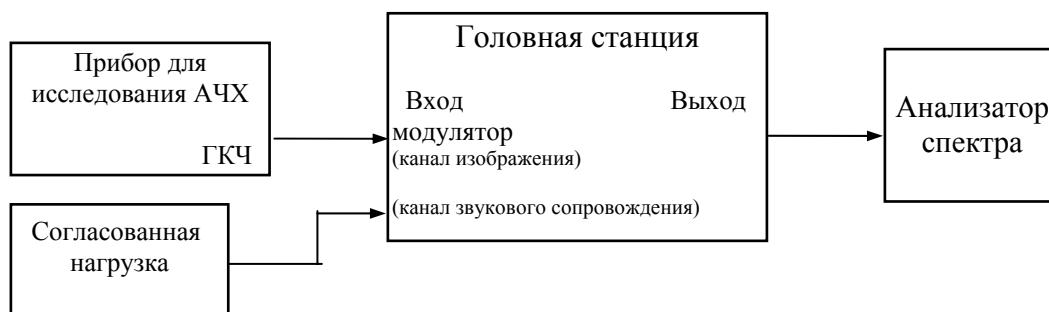 Прибор для
исследования АЧХ
ГКЧ
Согласованная
нагрузка
Головная станция
Вход
Выход
модулятор
(канал изображения)
(канал звукового сопровождения)
Анализатор
спектра